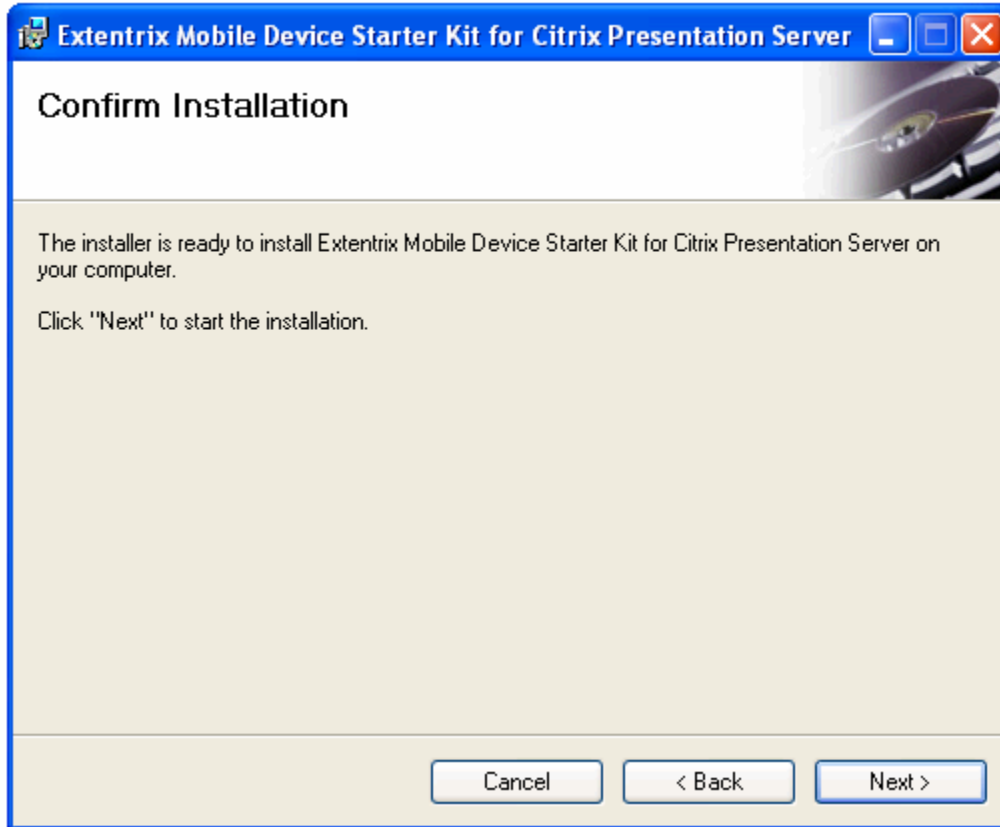 Extentrix Mobile Device Starter Kit for Citrix Presentation Server
Confirm Installation
The installer is ready to install Extentrix Mobile Device Starter Kit for Citrix Presentation Server on
your computer.
Click "Next" to start the installation.
Cancel
< Back
Next >